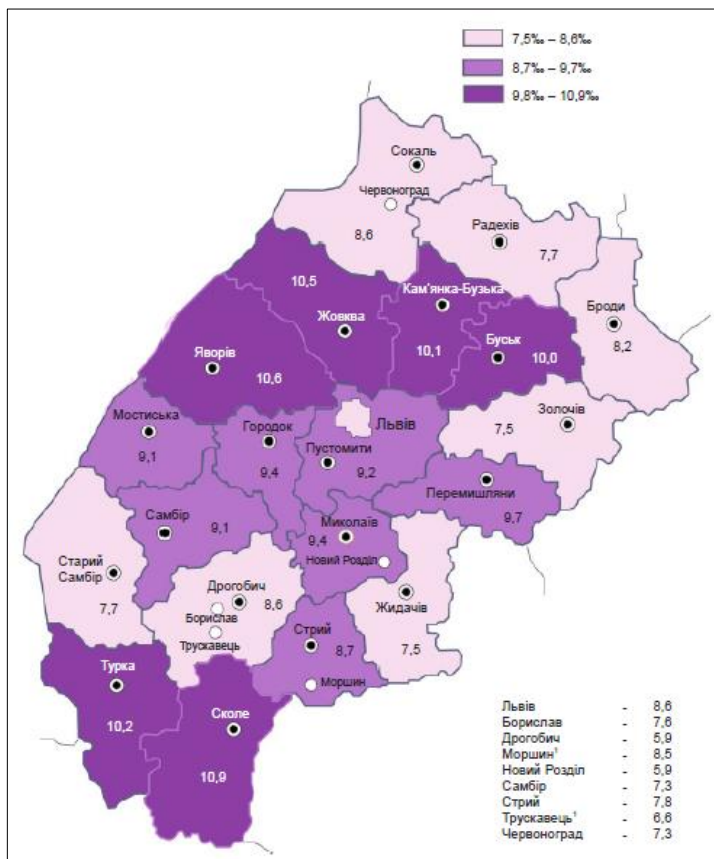 7,5‰ – 8,6‰
8,7‰ – 9,7‰
9,8‰ – 10,9‰
Сокаль
Червоноград
8,6
Радехів
7,7
10,5
Жовква
Кам'янка-Бузька
10,1
Броди
8,2
Яворів
10,6
Буськ
10,0
Мостиська
9,1
Городок
9,4
Львів
Пустомити
9,2
Золочів
7,5
Перемишляни
9,7
Самбір
9,1
Миколаїв
9,4
Новий Розділ
Старий
Самбір
7,7
Дрогобич
8,6
Борислав
Трускавець
Жидачів
7,5
Стрий
8,7
Моршин
Турка
10,2
Сколе
10,9
Львів - 8,6
Борислав - 7,6
Дрогобич - 5,9
Моршин¹ - 8,5
Новий Розділ - 5,9
Самбір - 7,3
Стрий - 7,8
Трускавець¹ - 6,6
Червоноград - 7,3